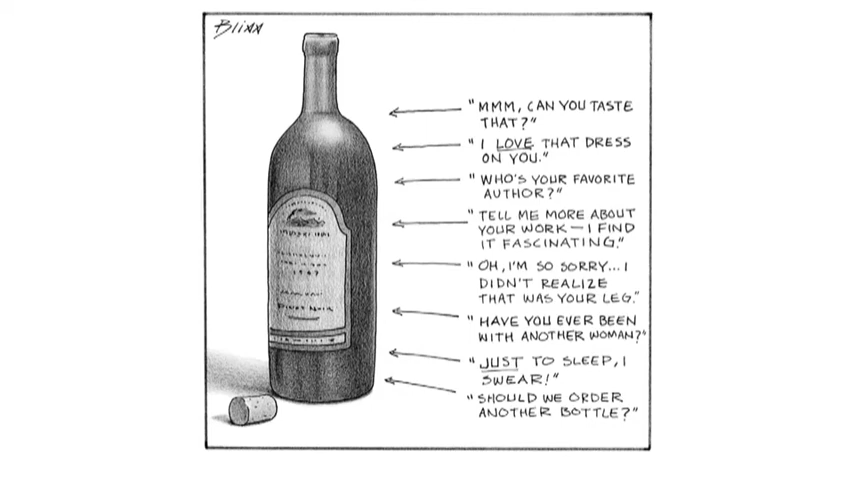 Blitt
"MMM, CAN YOU TASTE
THAT?"
"I LOVE THAT DRESS
ON YOU."
"WHO'S YOUR FAVORITE
AUTHOR?"
"TELL ME MORE ABOUT
YOUR WORK — I FIND
IT FASCINATING."
"OH, I'M SO SORRY... I
DIDN'T REALIZE
THAT WAS YOUR LEG."
"HAVE YOU EVER BEEN
WITH ANOTHER WOMAN?"
"JUST TO SLEEP, I
SWEAR!"
"SHOULD WE ORDER
ANOTHER BOTTLE?"